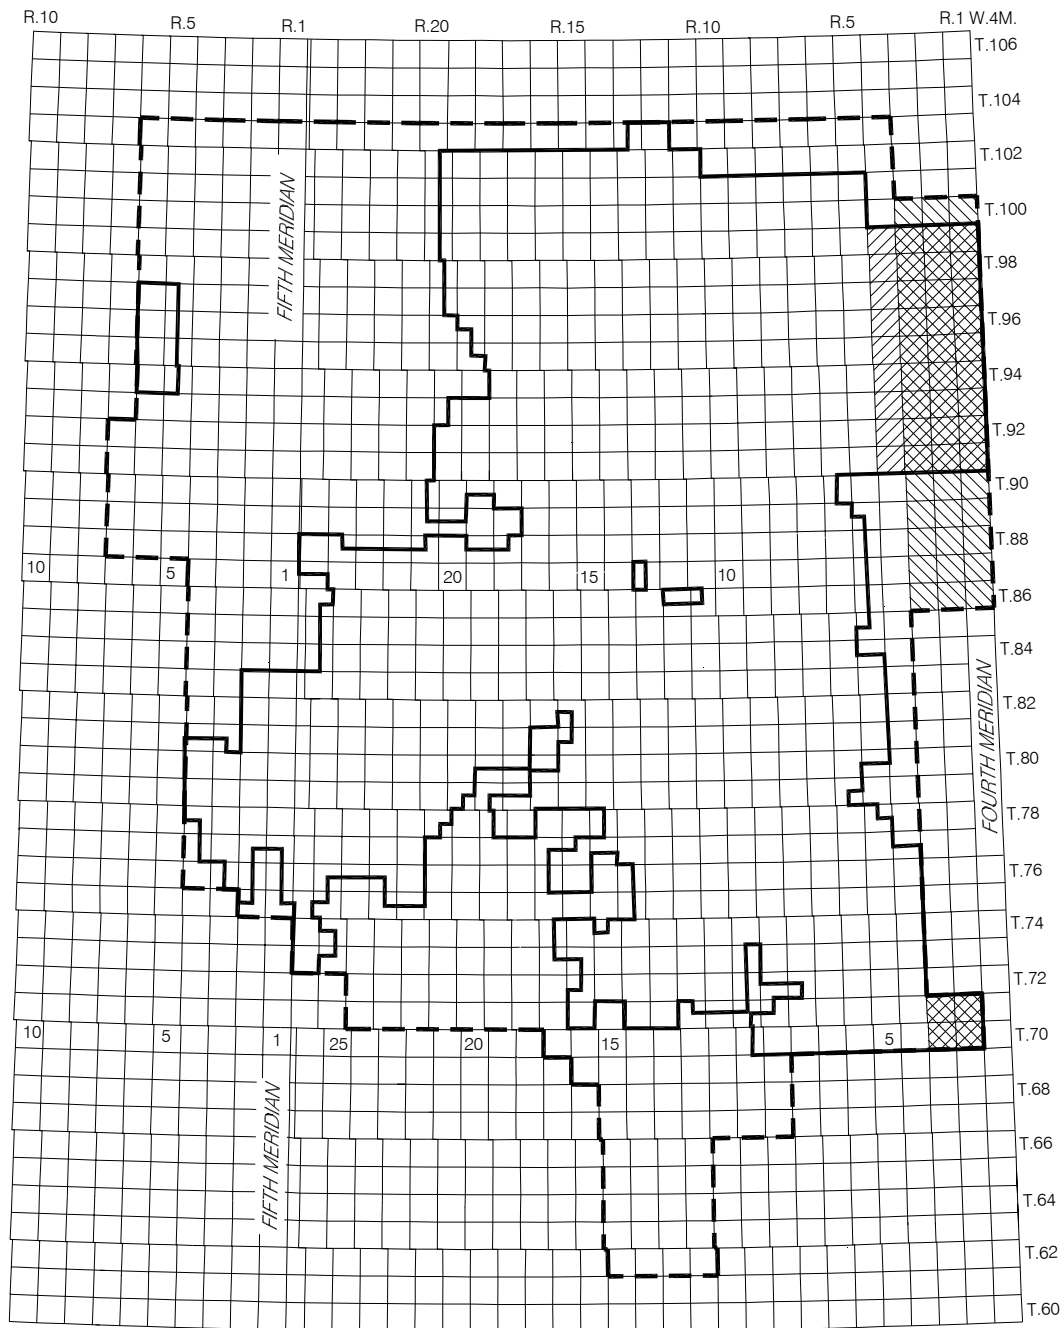 R.10 R.5 R.1 R.20 R.15 R.10 R.5 R.1 W.4M.
T.106
T.104
T.102
FIFTH MERIDIAN
T.100
T.98
T.96
T.94
T.92
T.90
T.88
10 5 1 20 15 10
T.86
T.84
FOURTH MERIDIAN
T.82
T.80
T.78
T.76
T.74
T.72
10 5 1 25 20 15 5 T.70
T.68
FIFTH MERIDIAN
T.66
T.64
T.62
T.60